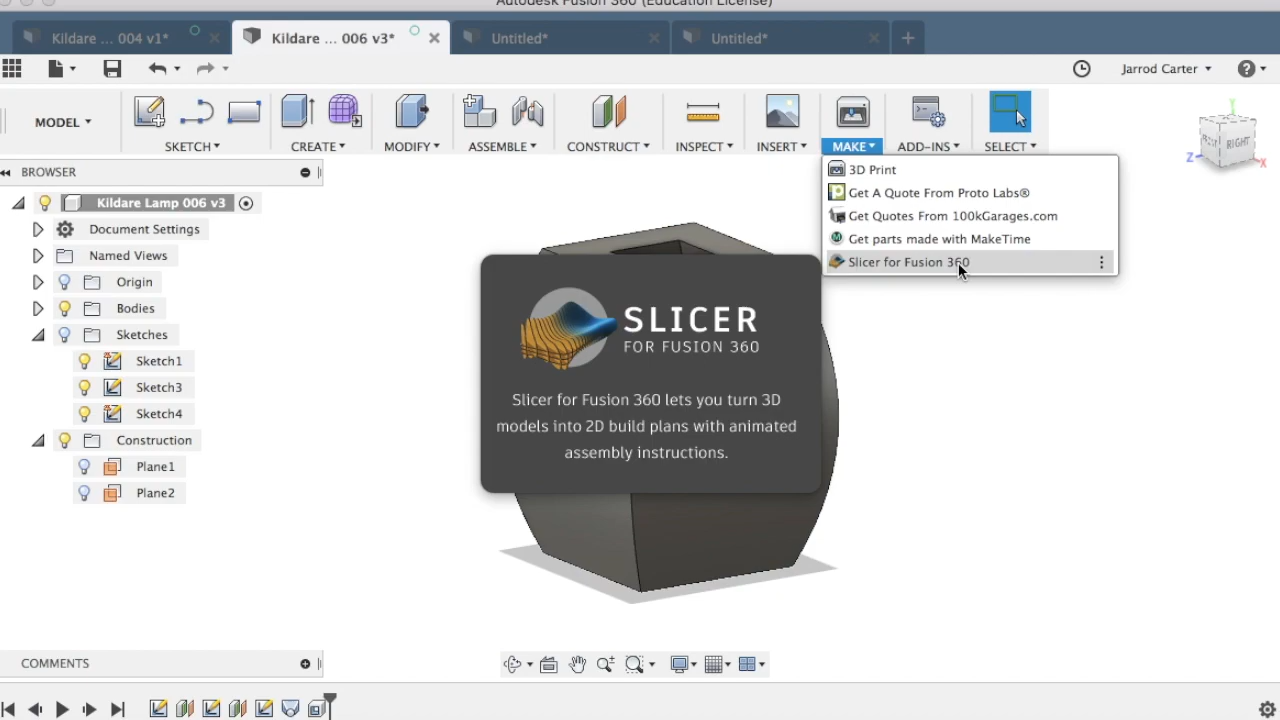 Autodesk Fusion 360 (Education License)
Kildare ... 004 v1*
Kildare ... 006 v3*
Untitled*
Untitled*
Jarrod Carter
MODEL
SKETCH
CREATE
MODIFY
ASSEMBLE
CONSTRUCT
INSPECT
INSERT
MAKE
ADD-INS
SELECT
RIGHT
Z
X
Y
BROWSER
Kildare Lamp 006 v3
Document Settings
Named Views
Origin
Bodies
Sketches
Sketch1
Sketch3
Sketch4
Construction
Plane1
Plane2
3D Print
Get A Quote From Proto Labs®
Get Quotes From 100kGarages.com
Get parts made with MakeTime
Slicer for Fusion 360
SLICER
FOR FUSION 360
Slicer for Fusion 360 lets you turn 3D
models into 2D build plans with animated
assembly instructions.
COMMENTS